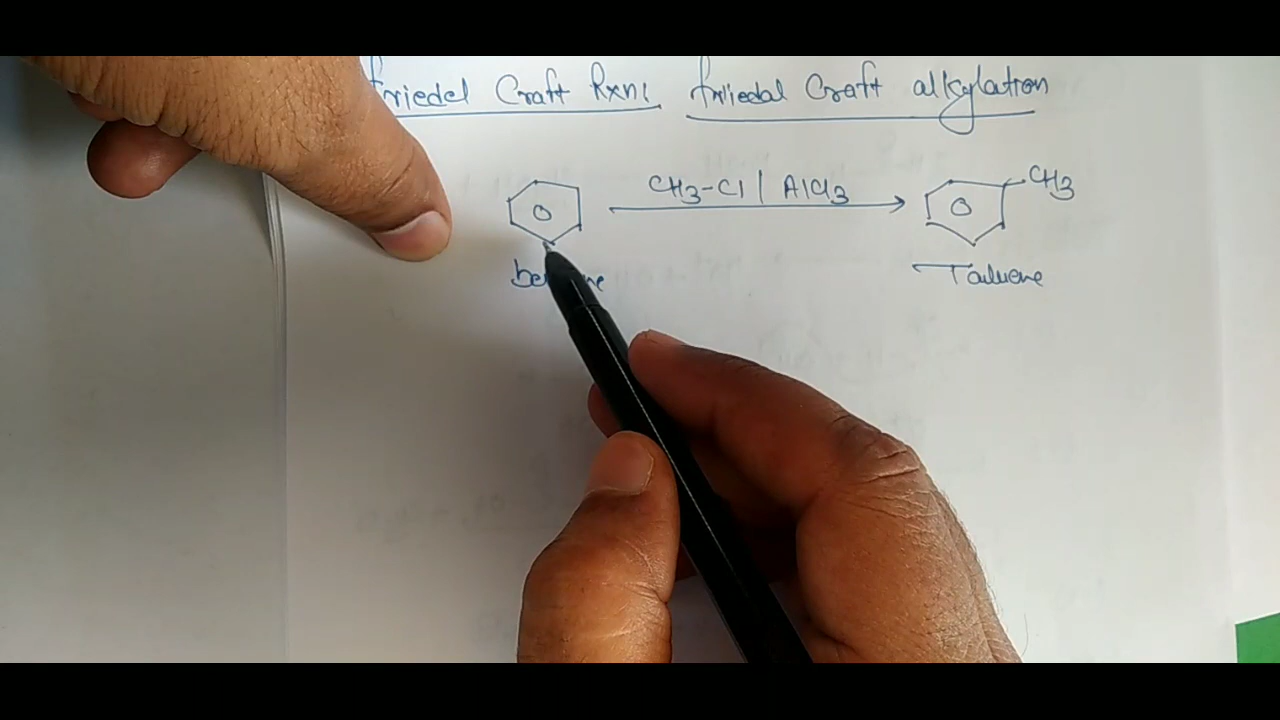 Friedel Craft Rxn: Friedal Craft alkylation
CH3-Cl | AlCl3
CH3
Toluene